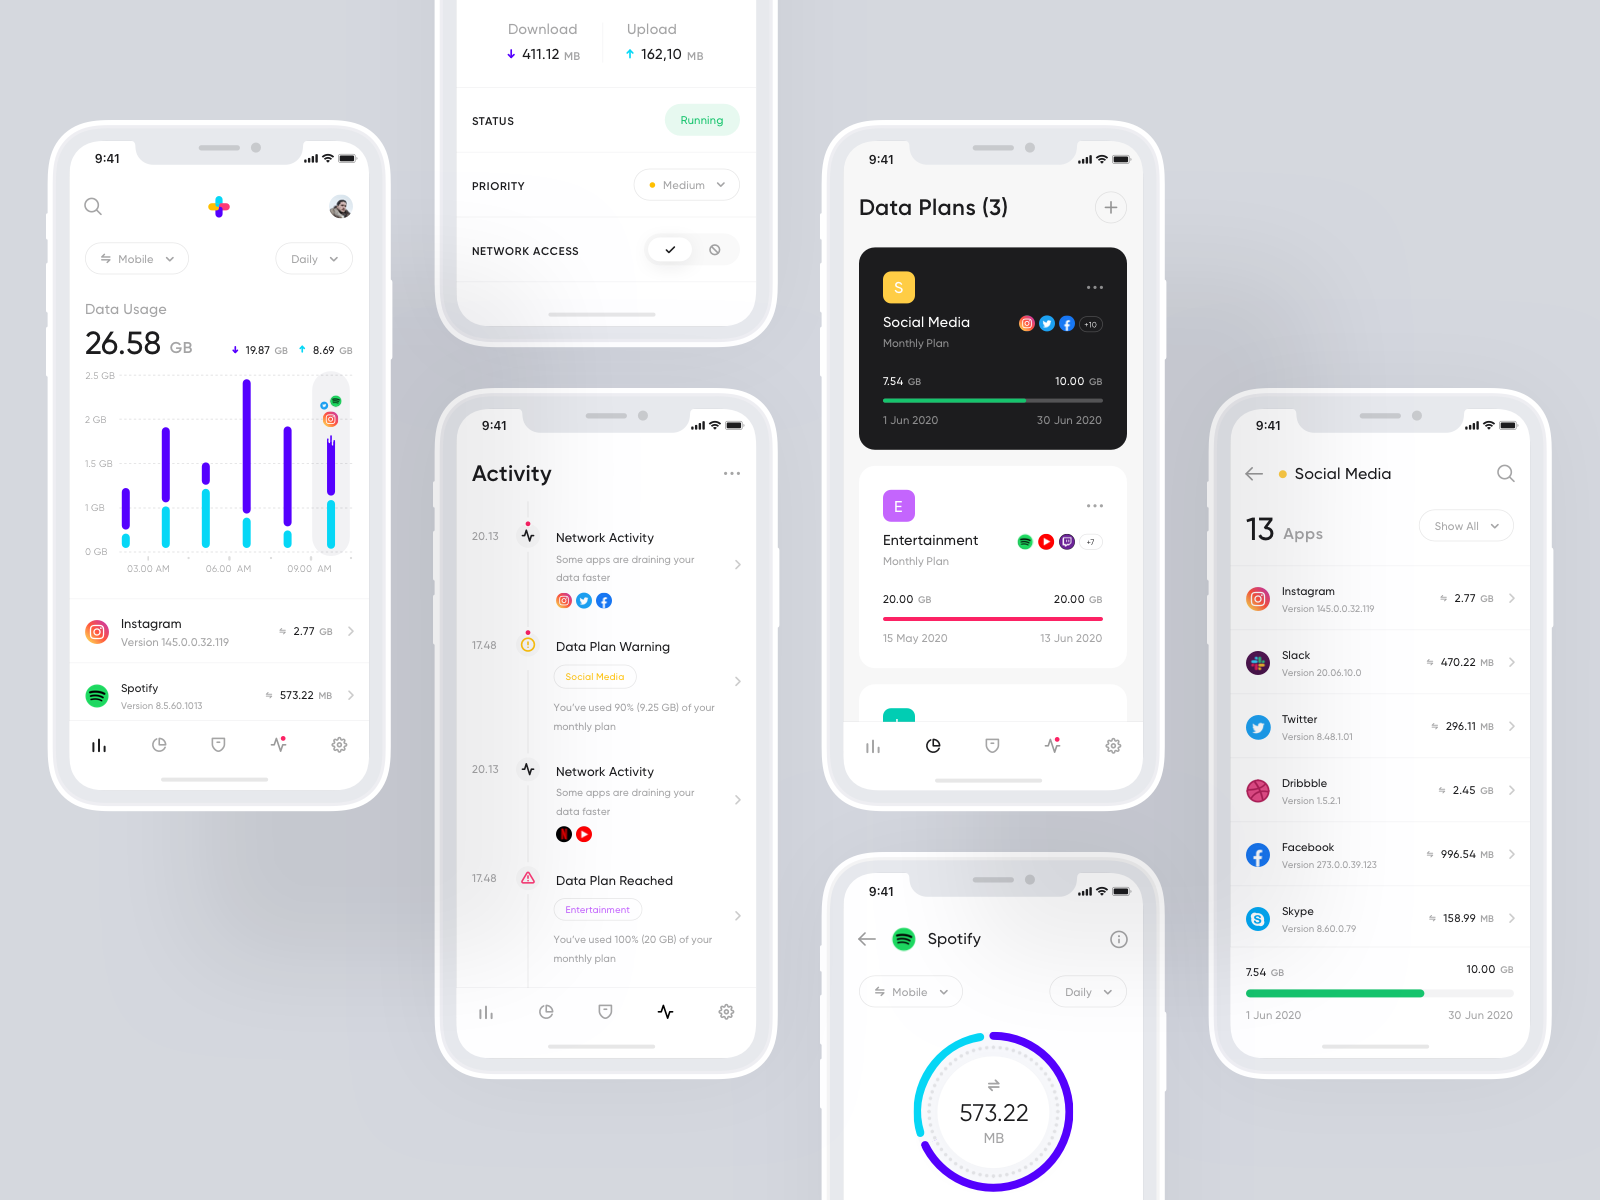 9:41
Mobile
Daily
Data Usage
26.58 GB
19.87 GB
8.69 GB
2.5 GB
2 GB
1.5 GB
1 GB
0 GB
03.00 AM
06.00 AM
09.00 AM
Instagram
Version 145.0.0.32.119
2.77 GB
Spotify
Version 8.5.60.1013
573.22 MB
Download
Upload
411.12 MB
162,10 MB
STATUS
Running
PRIORITY
Medium
NETWORK ACCESS
9:41
Activity
20.13
Network Activity
Some apps are draining your
data faster
17.48
Data Plan Warning
Social Media
You've used 90% (9.25 GB) of your
monthly plan
20.13
Network Activity
Some apps are draining your
data faster
17.48
Data Plan Reached
Entertainment
You've used 100% (20 GB) of your
monthly plan
9:41
Data Plans (3)
S
Social Media
+10
Monthly Plan
7.54 GB
10.00 GB
1 Jun 2020
30 Jun 2020
E
Entertainment
+7
Monthly Plan
20.00 GB
20.00 GB
15 May 2020
13 Jun 2020
9:41
Spotify
Mobile
Daily
573.22
MB
9:41
Social Media
13 Apps
Show All
Instagram
Version 145.0.0.32.119
2.77 GB
Slack
Version 20.06.10.0
470.22 MB
Twitter
Version 8.48.1.01
296.11 MB
Dribbble
Version 1.5.2.1
2.45 GB
Facebook
Version 273.0.0.39.123
996.54 MB
Skype
Version 8.60.0.79
158.99 MB
7.54 GB
10.00 GB
1 Jun 2020
30 Jun 2020